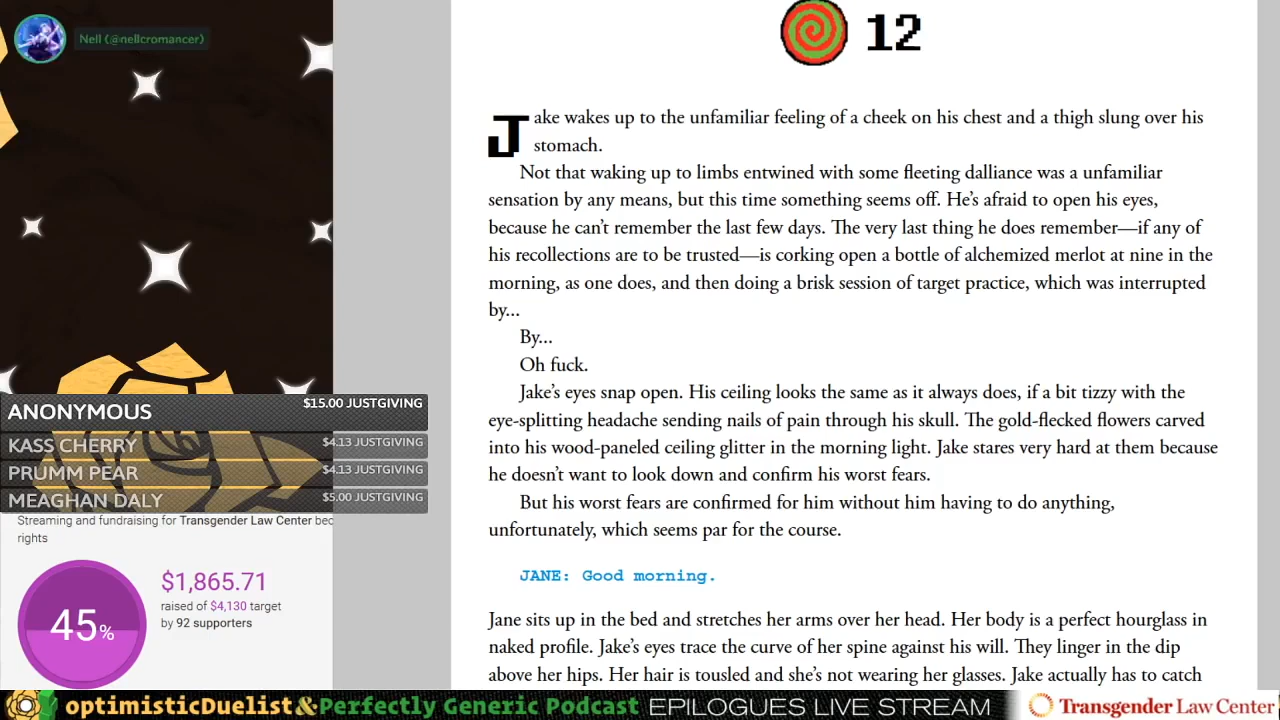 Nell (@nellcromancer)
12
Jake wakes up to the unfamiliar feeling of a cheek on his chest and a thigh slung over his
stomach.
Not that waking up to limbs entwined with some fleeting dalliance was a unfamiliar
sensation by any means, but this time something seems off. He's afraid to open his eyes,
because he can't remember the last few days. The very last thing he does remember—if any of
his recollections are to be trusted—is corking open a bottle of alchemized merlot at nine in the
morning, as one does, and then doing a brisk session of target practice, which was interrupted
by...
By...
Oh fuck.
Jake's eyes snap open. His ceiling looks the same as it always does, if a bit tizzy with the
eye-splitting headache sending nails of pain through his skull. The gold-flecked flowers carved
into his wood-paneled ceiling glitter in the morning light. Jake stares very hard at them because
he doesn't want to look down and confirm his worst fears.
But his worst fears are confirmed for him without him having to do anything,
unfortunately, which seems par for the course.
JANE: Good morning.
Jane sits up in the bed and stretches her arms over her head. Her body is a perfect hourglass in
naked profile. Jake's eyes trace the curve of her spine against his will. They linger in the dip
above her hips. Her hair is tousled and she's not wearing her glasses. Jake actually has to catch
ANONYMOUS $15.00 JUSTGIVING
KASS CHERRY $4.13 JUSTGIVING
PRUMM PEAR $4.13 JUSTGIVING
MEAGHAN DALY $5.00 JUSTGIVING
Streaming and fundraising for Transgender Law Center bec
rights
45%
$1,865.71
raised of $4,130 target
by 92 supporters
optimisticDuelist&Perfectly Generic Podcast EPILOGUES LIVE STREAM Transgender Law Center